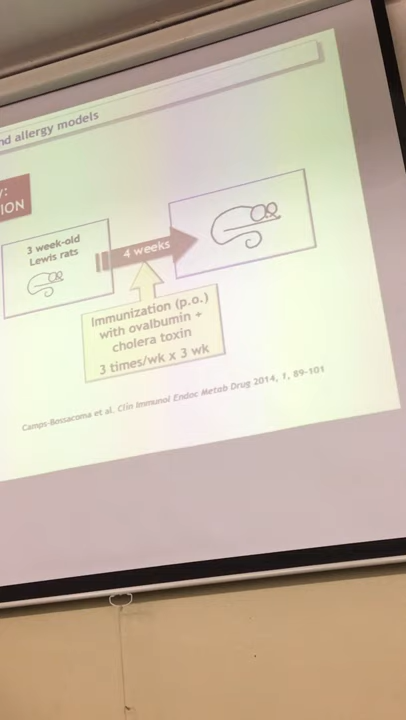 nd allergy models
y:
ION
3 week-old
Lewis rats
4 weeks
Immunization (p.o.)
with ovalbumin +
cholera toxin
3 times/wk x 3 wk
Camps-Bossacoma et al. Clin Immunol Endoc Metab Drug 2014, 1, 89-101